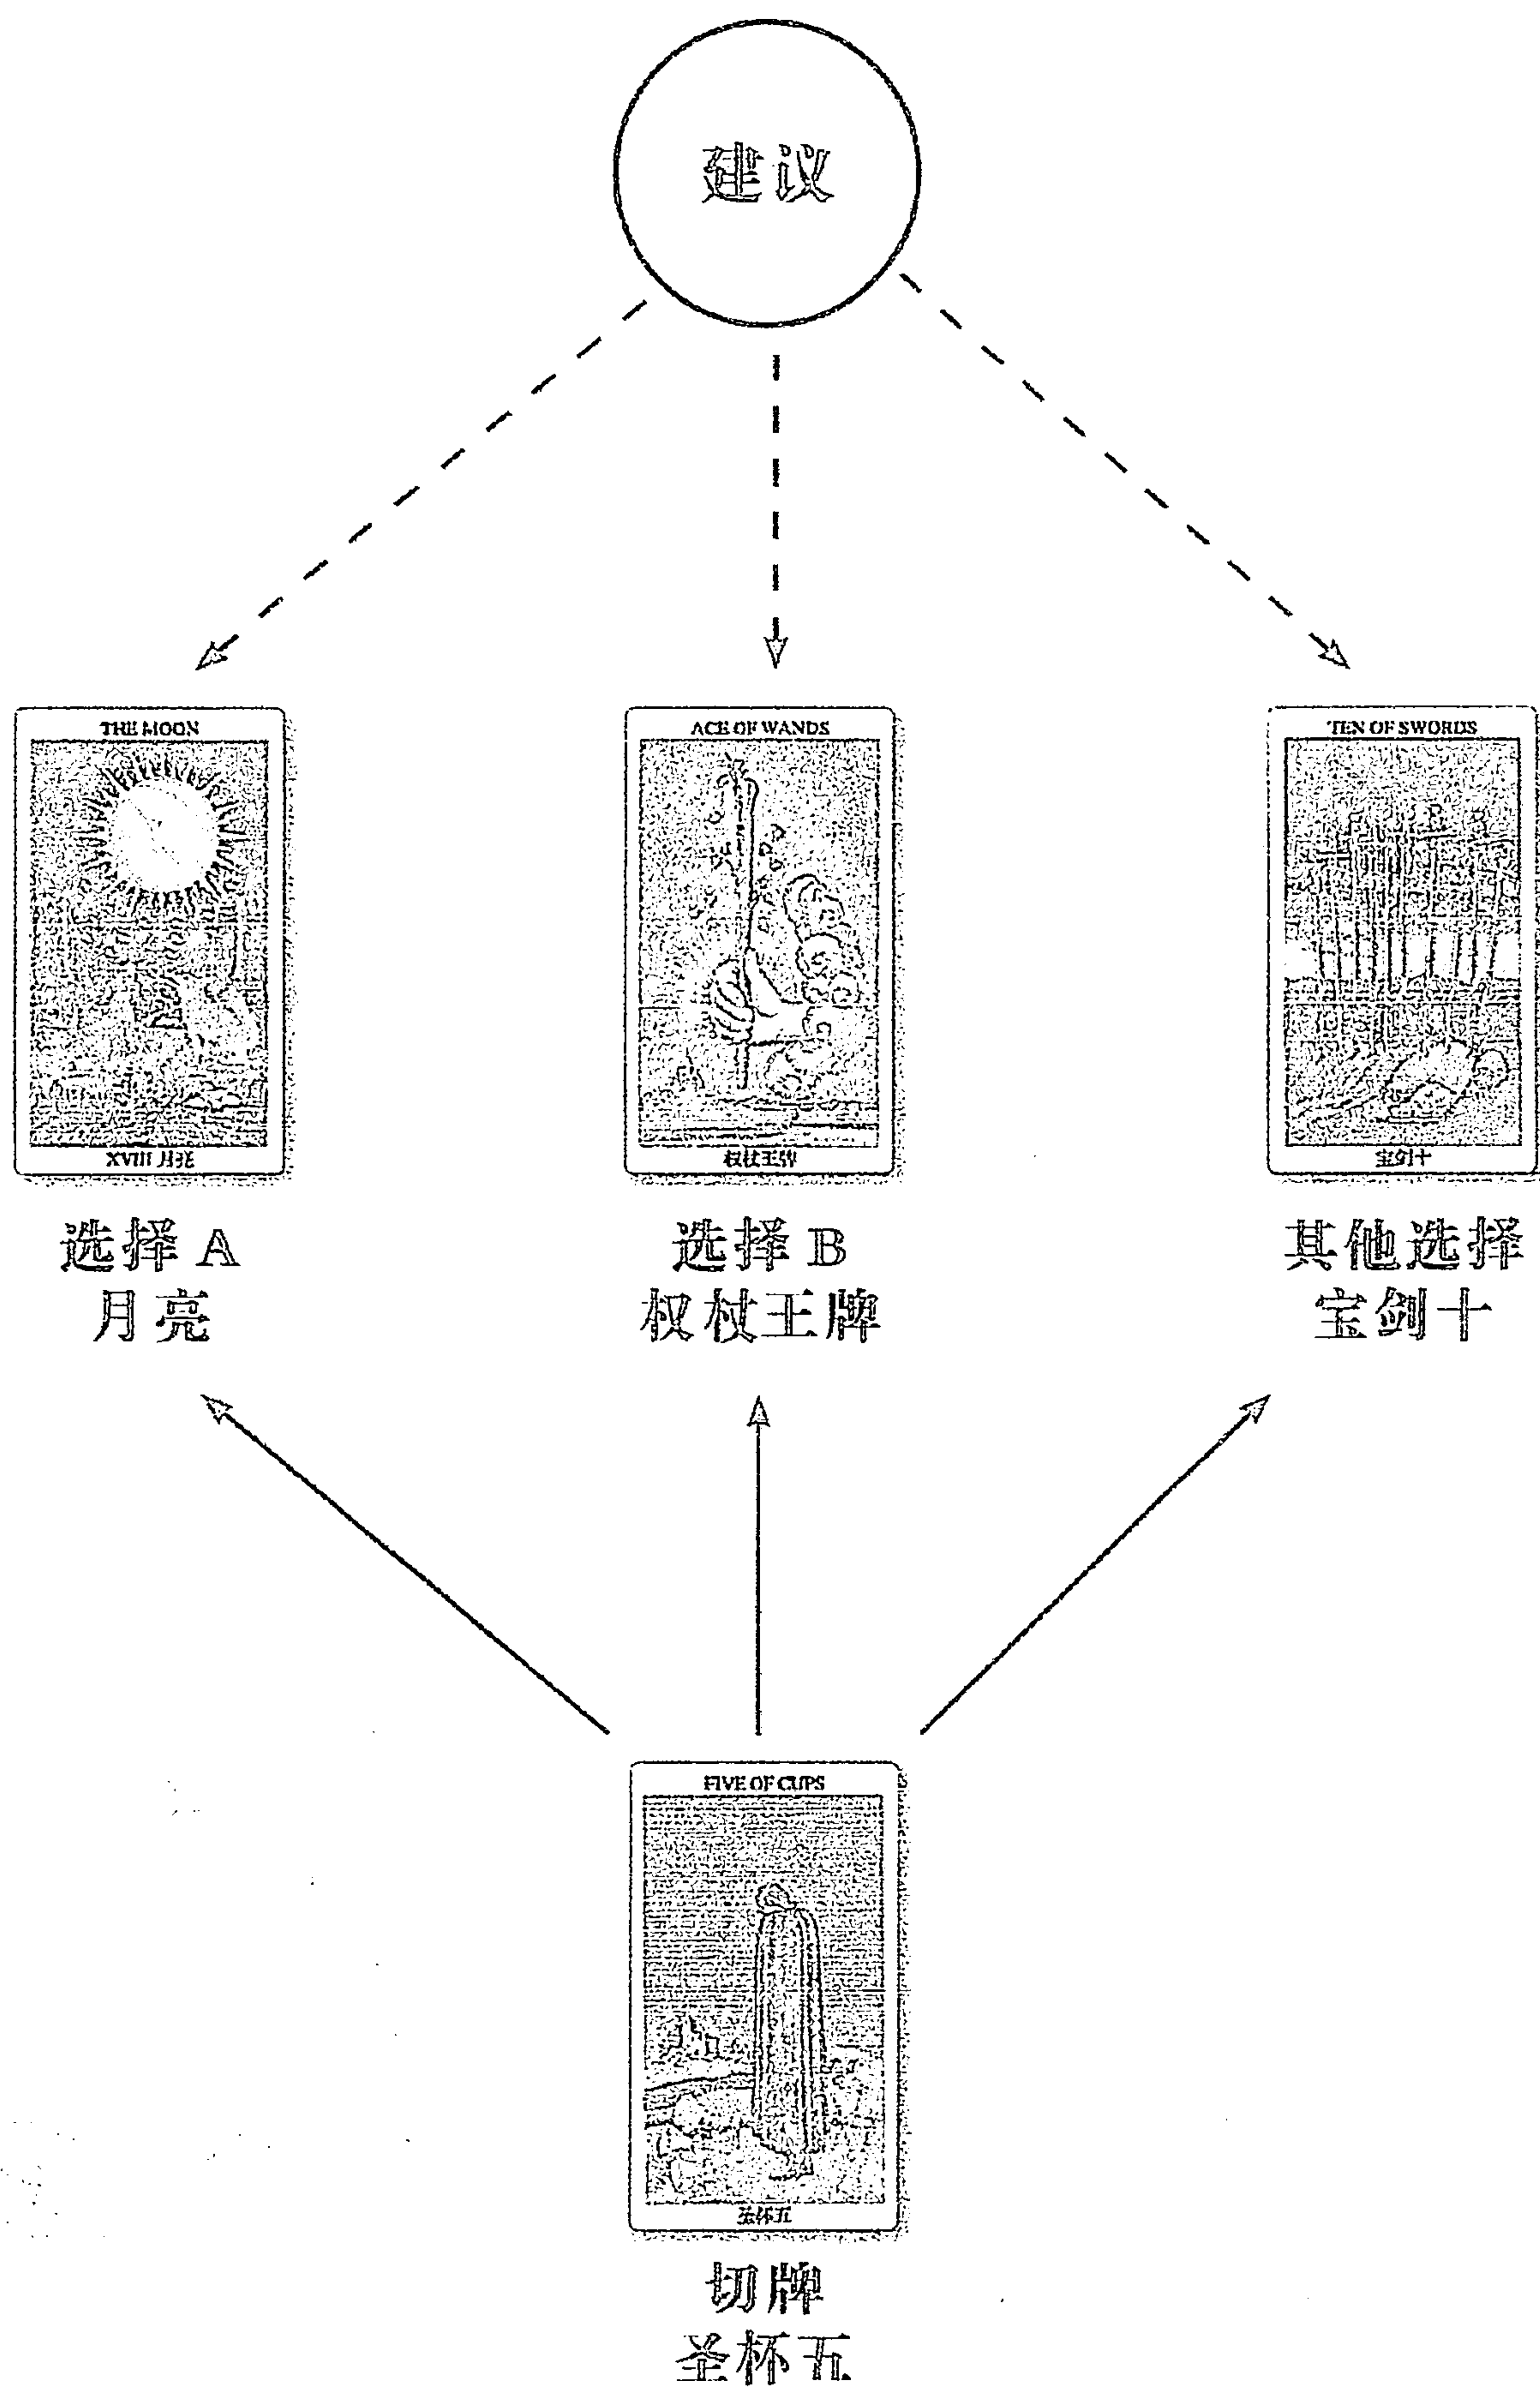 建议
THE MOON
ACE OF WANDS
TEN OF SWORDS
XVIII 月亮
权杖王牌
宝剑十
选择 A
选择 B
其他选择
月亮
权杖王牌
宝剑十
FIVE OF CUPS
圣杯五
切牌
圣杯五